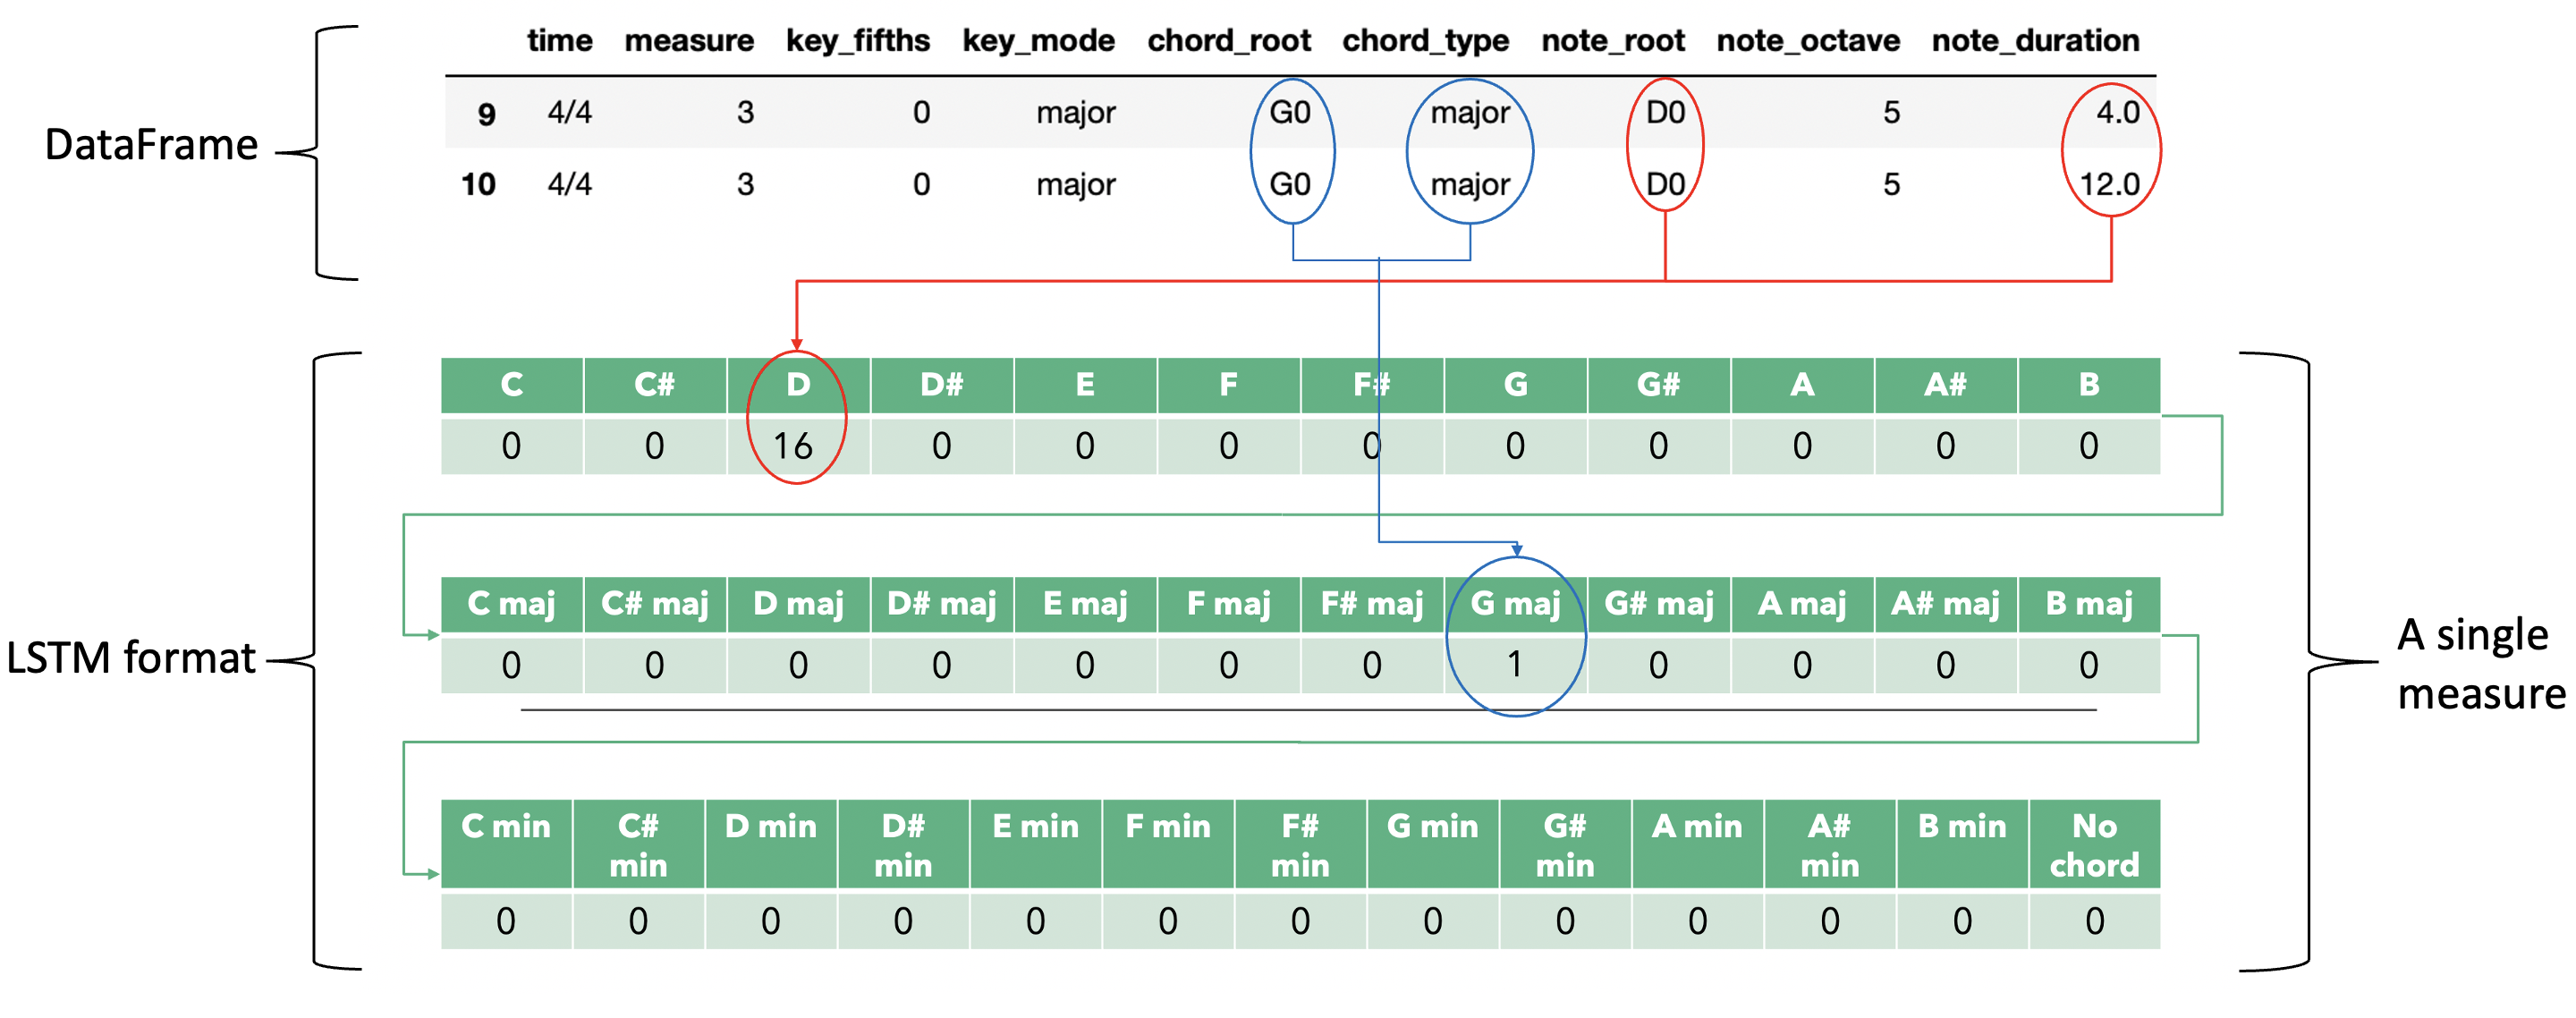 time measure key_fifths key_mode chord_root chord_type note_root note_octave note_duration
9 4/4 3 0 major G0 major D0 5 4.0
10 4/4 3 0 major G0 major D0 5 12.0
DataFrame
C C# D D# E F F# G G# A A# B
0 0 16 0 0 0 0 0 0 0 0 0
C maj C# maj D maj D# maj E maj F maj F# maj G maj G# maj A maj A# maj B maj
0 0 0 0 0 0 0 1 0 0 0 0
LSTM format
A single
measure
C min C# min D min D# min E min F min F# min G min G# min A min A# min B min No chord
0 0 0 0 0 0 0 0 0 0 0 0 0